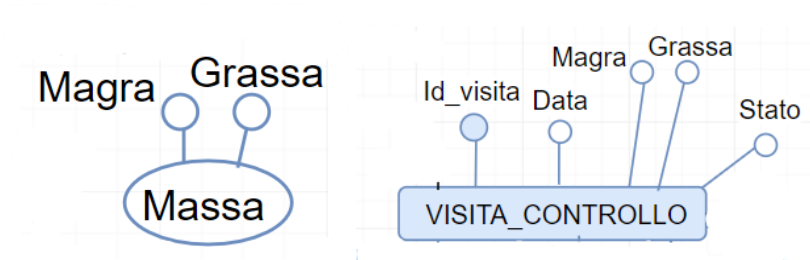 Magra
Grassa
Massa
Magra
Grassa
Id_visita
Data
Stato
VISITA_CONTROLLO